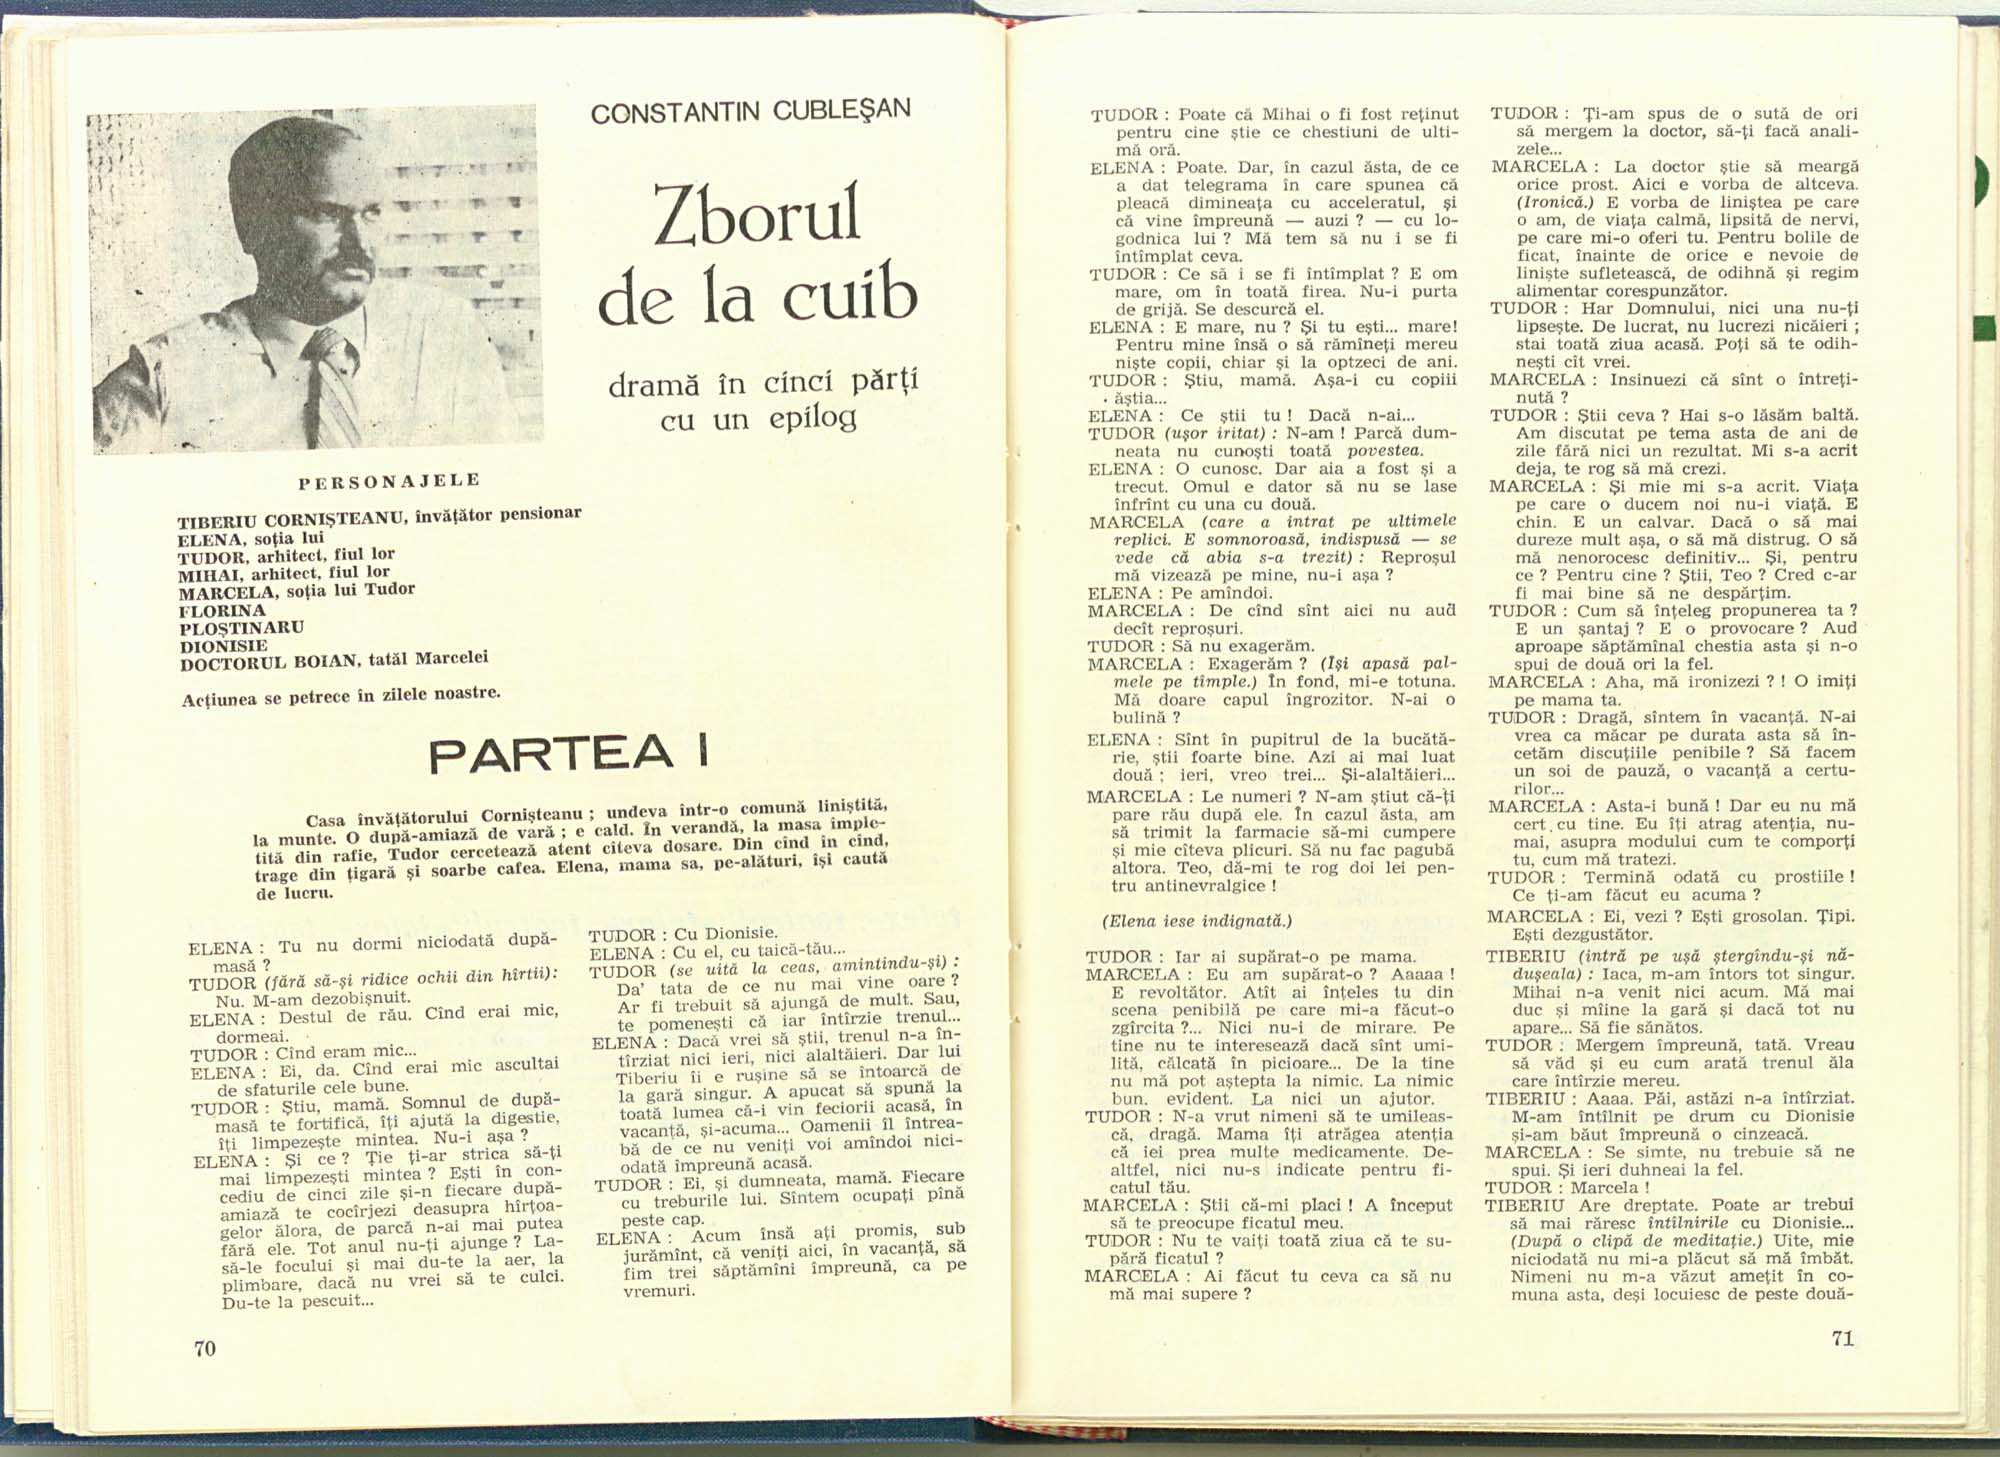 CONSTANTIN CUBLEŞAN
Zborul
de la cuib
dramă în cinci părţi
cu un epilog
PERSONAJELE
TIBERIU CORNIŞTEANU, învăţător pensionar
ELENA, soţia lui
TUDOR, arhitect, fiul lor
MIHAI, arhitect, fiul lor
MARCELA, soţia lui Tudor
FLORINA
PLOŞTINARU
DIONISIE
DOCTORUL BOIAN, tatăl Marcelei
Acţiunea se petrece în zilele noastre.
PARTEA I
Casa învăţătorului Cornişteanu ; undeva într-o comună liniştită,
la munte. O după-amiază de vară ; e cald. În verandă, la masa împle-
tită din rafie, Tudor cercetează atent cîteva dosare. Din cînd în cînd,
trage din ţigară şi soarbe cafea. Elena, mama sa, pe-alături, îşi caută
de lucru.
ELENA : Tu nu dormi niciodată după-
masă ?
TUDOR (fără să-şi ridice ochii din hîrtii):
Nu. M-am dezobişnuit.
ELENA : Destul de rău. Cînd erai mic,
dormeai.
TUDOR : Cînd eram mic...
ELENA : Ei, da. Cînd erai mic ascultai
de sfaturile cele bune.
TUDOR : Ştiu, mamă. Somnul de după-
masă te fortifică, îţi ajută la digestie,
îţi limpezeşte mintea. Nu-i aşa ?
ELENA : Şi ce ? Ţie ţi-ar strica să-ţi
mai limpezeşti mintea ? Eşti în con-
cediu de cinci zile şi-n fiecare după-
amiază te cocîrjezi deasupra hîrţoa-
gelor ălora, de parcă n-ai mai putea
fără ele. Tot anul nu-ţi ajunge ? La-
să-le focului şi mai du-te la aer, la
plimbare, dacă nu vrei să te culci.
Du-te la pescuit...
TUDOR : Cu Dionisie.
ELENA : Cu el, cu taică-tău...
TUDOR (se uită la ceas, amintindu-şi) :
Da' tata de ce nu mai vine oare ?
Ar fi trebuit să ajungă de mult. Sau,
te pomeneşti că iar întîrzie trenul...
ELENA : Dacă vrei să ştii, trenul n-a în-
tîrziat nici ieri, nici alaltăieri. Dar lui
Tiberiu îi e ruşine să se întoarcă de
la gară singur. A apucat să spună la
toată lumea că-i vin feciorii acasă, în
vacanţă, şi-acuma... Oamenii îl întrea-
bă de ce nu veniţi voi amîndoi nici-
odată împreună acasă.
TUDOR : Ei, şi dumneata, mamă. Fiecare
cu treburile lui. Sîntem ocupaţi pînă
peste cap.
ELENA : Acum însă aţi promis, sub
jurămînt, că veniţi aici, în vacanţă, să
fim trei săptămîni împreună, ca pe
vremuri.
70
TUDOR : Poate că Mihai o fi fost reţinut
pentru cine ştie ce chestiuni de ulti-
mă oră.
ELENA : Poate. Dar, în cazul ăsta, de ce
a dat telegrama în care spunea că
pleacă dimineaţa cu acceleratul, şi
că vine împreună — auzi ? — cu lo-
godnica lui ? Mă tem să nu i se fi
întîmplat ceva.
TUDOR : Ce să i se fi întîmplat ? E om
mare, om în toată firea. Nu-i purta
de grijă. Se descurcă el.
ELENA : E mare, nu ? Şi tu eşti... mare!
Pentru mine însă o să rămîneţi mereu
nişte copii, chiar şi la optzeci de ani.
TUDOR : Ştiu, mamă. Aşa-i cu copiii
ăştia...
ELENA : Ce ştii tu ! Dacă n-ai...
TUDOR (uşor iritat) : N-am ! Parcă dum-
neata nu cunoşti toată povestea.
ELENA : O cunosc. Dar aia a fost şi a
trecut. Omul e dator să nu se lase
înfrînt cu una cu două.
MARCELA (care a intrat pe ultimele
replici. E somnoroasă, indispusă — se
vede că abia s-a trezit) : Reproşul
mă vizează pe mine, nu-i aşa ?
ELENA : Pe amîndoi.
MARCELA : De cînd sînt aici nu aud
decît reproşuri.
TUDOR : Să nu exagerăm.
MARCELA : Exagerăm ? (Îşi apasă pal-
mele pe tîmple.) În fond, mi-e totuna.
Mă doare capul îngrozitor. N-ai o
bulină ?
ELENA : Sînt în pupitrul de la bucătă-
rie, ştii foarte bine. Azi ai mai luat
două ; ieri, vreo trei... Şi-alaltăieri...
MARCELA : Le numeri ? N-am ştiut că-ţi
pare rău după ele. În cazul ăsta, am
să trimit la farmacie să-mi cumpere
şi mie cîteva plicuri. Să nu fac pagubă
altora. Teo, dă-mi te rog doi lei pen-
tru antinevralgice !
(Elena iese indignată.)
TUDOR : Iar ai supărat-o pe mama.
MARCELA : Eu am supărat-o ? Aaaaa !
E revoltător. Atît ai înţeles tu din
scena penibilă pe care mi-a făcut-o
zgîrcita ?... Nici nu-i de mirare. Pe
tine nu te interesează dacă sînt umi-
lită, călcată în picioare... De la tine
nu mă pot aştepta la nimic. La nimic
bun, evident. La nici un ajutor.
TUDOR : N-a vrut nimeni să te umileas-
că, dragă. Mama îţi atrăgea atenţia
că iei prea multe medicamente. De-
altfel, nici nu-s indicate pentru fi-
catul tău.
MARCELA : Ştii că-mi placi ! A început
să te preocupe ficatul meu.
TUDOR : Nu te vaiţi toată ziua că te su-
pără ficatul ?
MARCELA : Ai făcut tu ceva ca să nu
mă mai supere ?
TUDOR : Ţi-am spus de o sută de ori
să mergem la doctor, să-ţi facă anali-
zele...
MARCELA : La doctor ştie să meargă
orice prost. Aici e vorba de altceva.
(Ironică.) E vorba de liniştea pe care
o am, de viaţa calmă, lipsită de nervi,
pe care mi-o oferi tu. Pentru bolile de
ficat, înainte de orice e nevoie de
linişte sufletească, de odihnă şi regim
alimentar corespunzător.
TUDOR : Har Domnului, nici una nu-ţi
lipseşte. De lucrat, nu lucrezi nicăieri ;
stai toată ziua acasă. Poţi să te odih-
neşti cît vrei.
MARCELA : Insinuezi că sînt o întreţi-
nută ?
TUDOR : Ştii ceva ? Hai s-o lăsăm baltă.
Am discutat pe tema asta de ani de
zile fără nici un rezultat. Mi s-a acrit
deja, te rog să mă crezi.
MARCELA : Şi mie mi s-a acrit. Viaţa
pe care o ducem noi nu-i viaţă. E
chin. E un calvar. Dacă o să mai
dureze mult aşa, o să mă distrug. O să
mă nenorocesc definitiv... Şi, pentru
ce ? Pentru cine ? Ştii, Teo ? Cred c-ar
fi mai bine să ne despărţim.
TUDOR : Cum să înţeleg propunerea ta ?
E un şantaj ? E o provocare ? Aud
aproape săptămînal chestia asta şi n-o
spui de două ori la fel.
MARCELA : Aha, mă ironizezi ? ! O imiţi
pe mama ta.
TUDOR : Dragă, sîntem în vacanţă. N-ai
vrea ca măcar pe durata asta să în-
cetăm discuţiile penibile ? Să facem
un soi de pauză, o vacanţă a certu-
rilor...
MARCELA : Asta-i bună ! Dar eu nu mă
cert cu tine. Eu îţi atrag atenţia, nu-
mai, asupra modului cum te comporţi
tu, cum mă tratezi.
TUDOR : Termină odată cu prostiile !
Ce ţi-am făcut eu acuma ?
MARCELA : Ei, vezi ? Eşti grosolan. Ţipi.
Eşti dezgustător.
TIBERIU (intră pe uşă ştergîndu-şi nă-
duşeala) : Iaca, m-am întors tot singur.
Mihai n-a venit nici acum. Mă mai
duc şi mîine la gară şi dacă tot nu
apare... Să fie sănătos.
TUDOR : Mergem împreună, tată. Vreau
să văd şi eu cum arată trenul ăla
care întîrzie mereu.
TIBERIU : Aaaa. Păi, astăzi n-a întîrziat.
M-am întîlnit pe drum cu Dionisie
şi-am băut împreună o cinzeacă.
MARCELA : Se simte, nu trebuie să ne
spui. Şi ieri duhneai la fel.
TUDOR : Marcela !
TIBERIU Are dreptate. Poate ar trebui
să mai răresc întîlnirile cu Dionisie...
(După o clipă de meditaţie.) Uite, mie
niciodată nu mi-a plăcut să mă îmbăt.
Nimeni nu m-a văzut ameţit în co-
muna asta, deşi locuiesc de peste două-
71